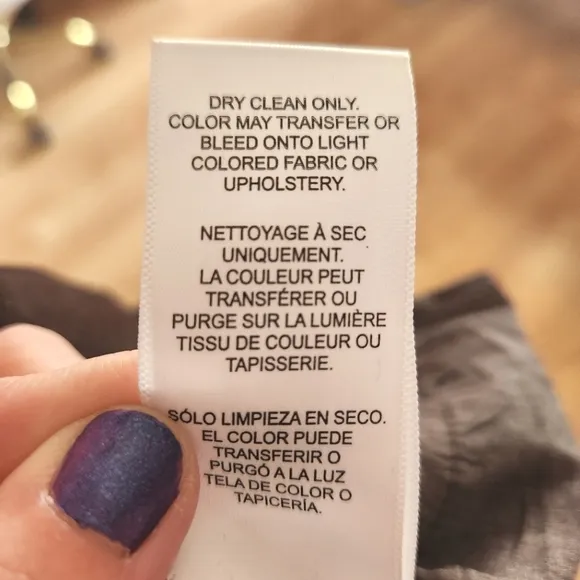 DRY CLEAN ONLY.
COLOR MAY TRANSFER OR
BLEED ONTO LIGHT
COLORED FABRIC OR
UPHOLSTERY.
NETTOYAGE À SEC
UNIQUEMENT.
LA COULEUR PEUT
TRANSFÉRER OU
PURGE SUR LA LUMIÈRE
TISSU DE COULEUR OU
TAPISSERIE.
SÓLO LIMPIEZA EN SECO.
EL COLOR PUEDE
TRANSFERIR O
PURGÓ A LA LUZ
TELA DE COLOR O
TAPICERÍA.